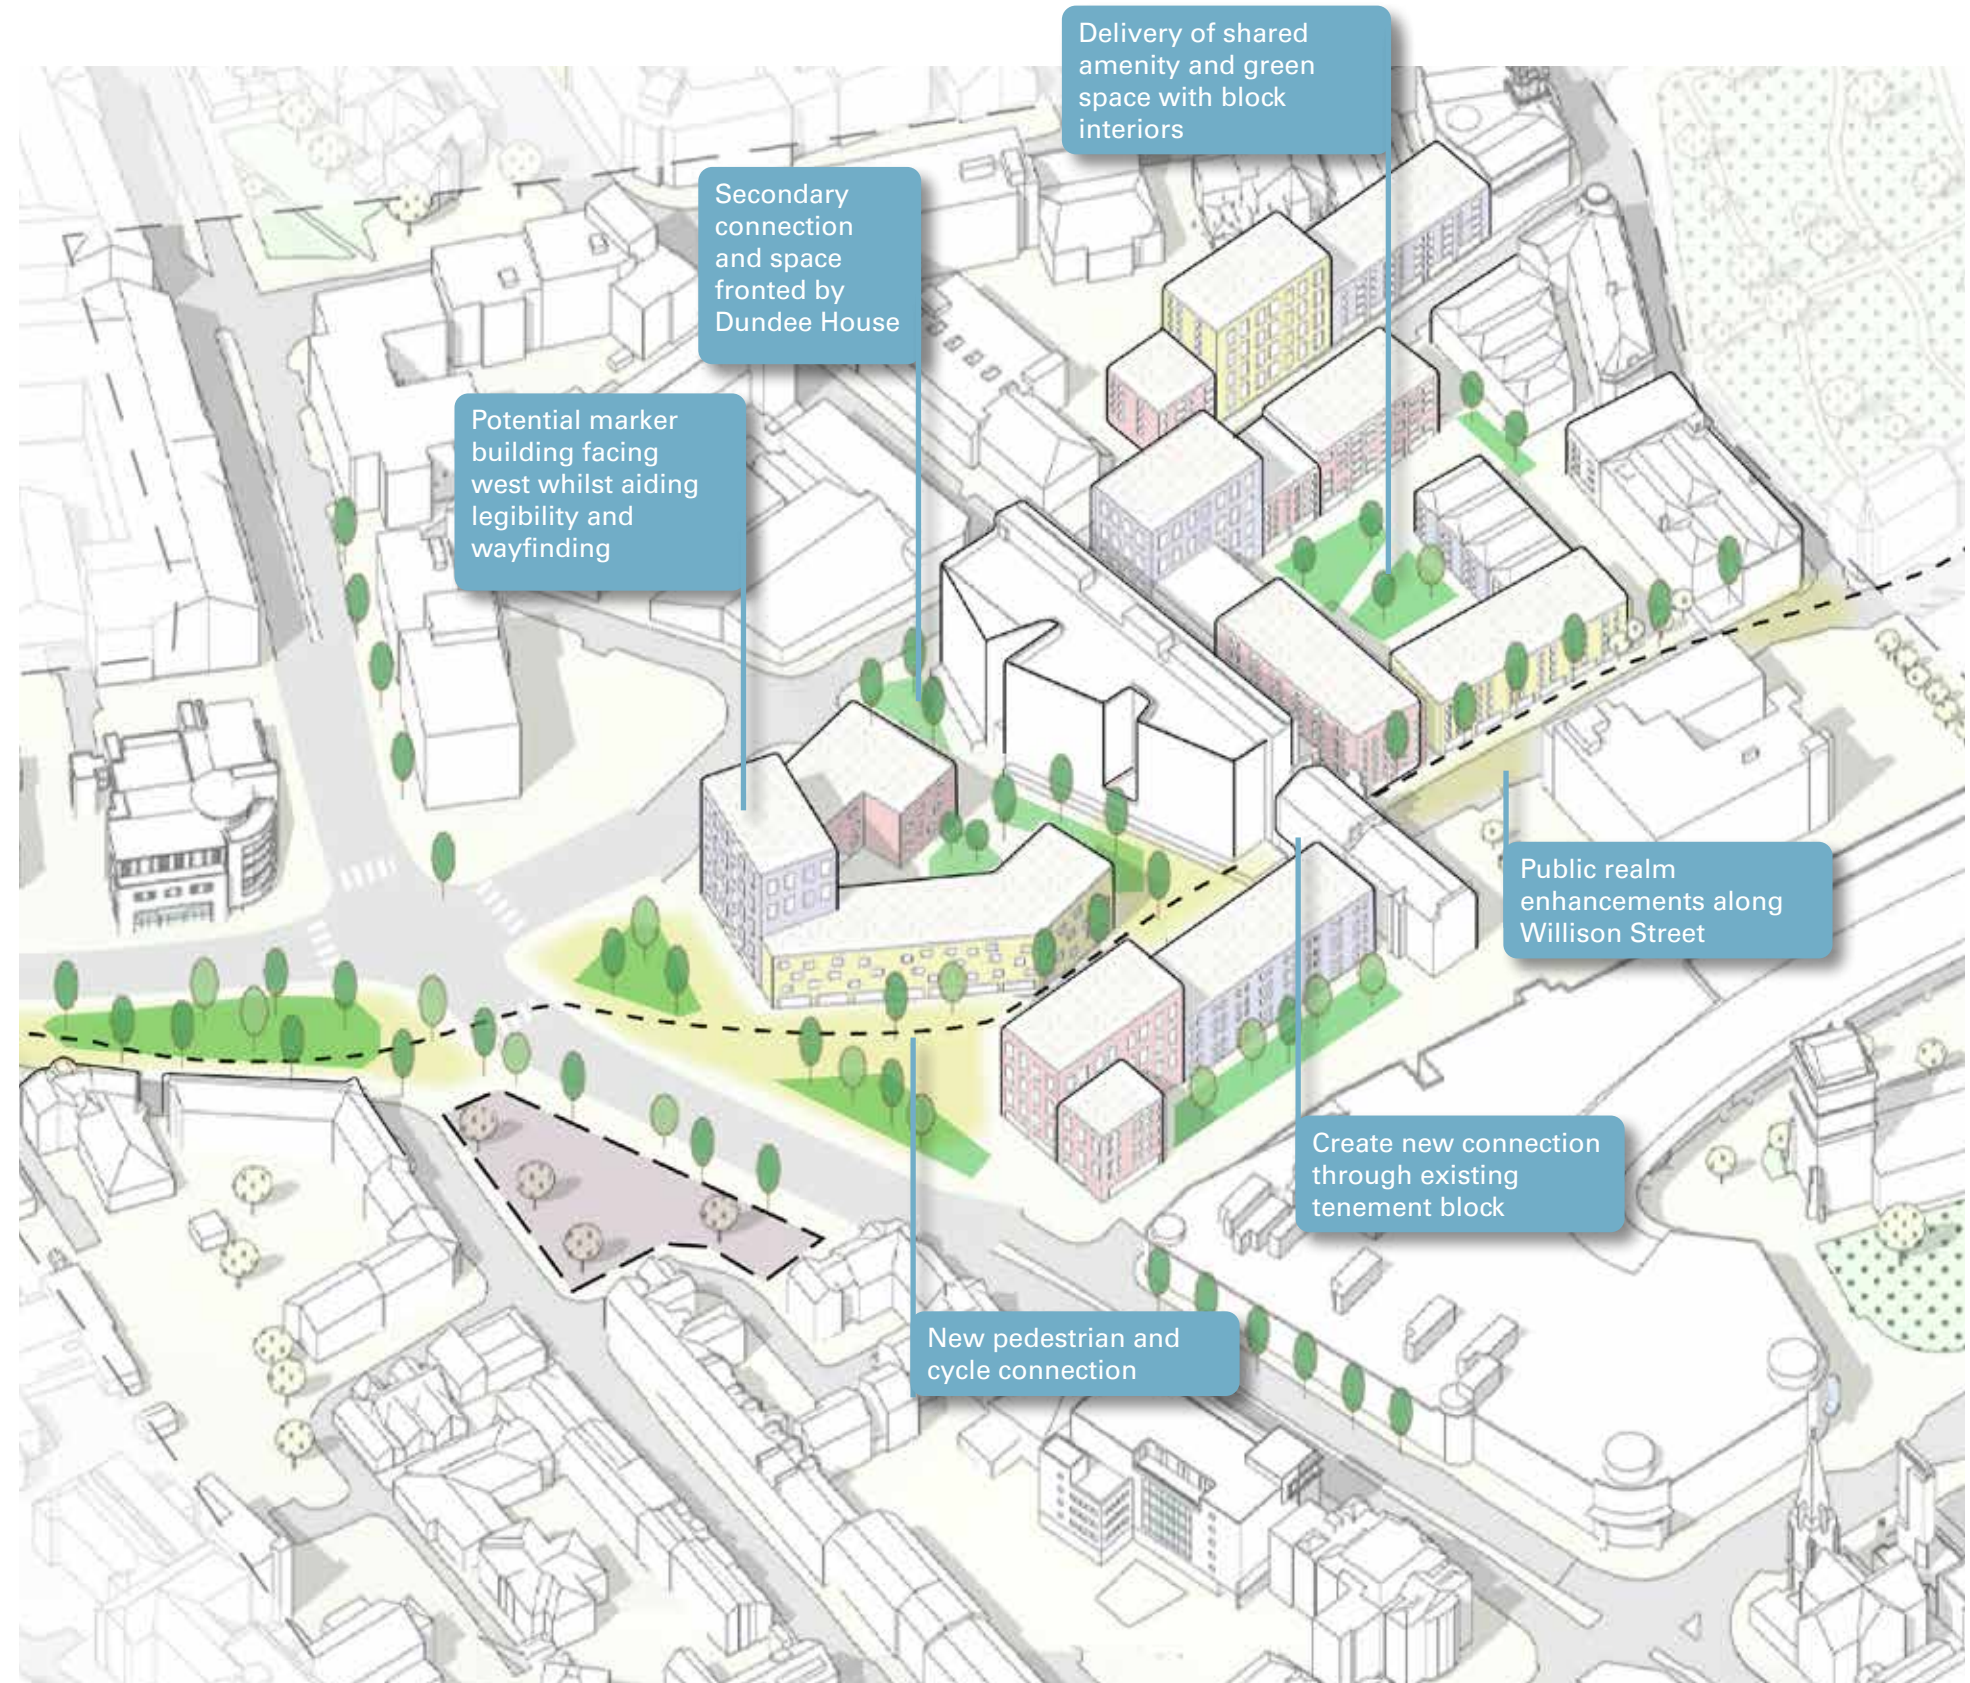 Delivery of shared
amenity and green
space with block
interiors
Secondary
connection
and space
fronted by
Dundee House
Potential marker
building facing
west whilst aiding
legibility and
wayfinding
Public realm
enhancements along
Willison Street
Create new connection
through existing
tenement block
New pedestrian and
cycle connection